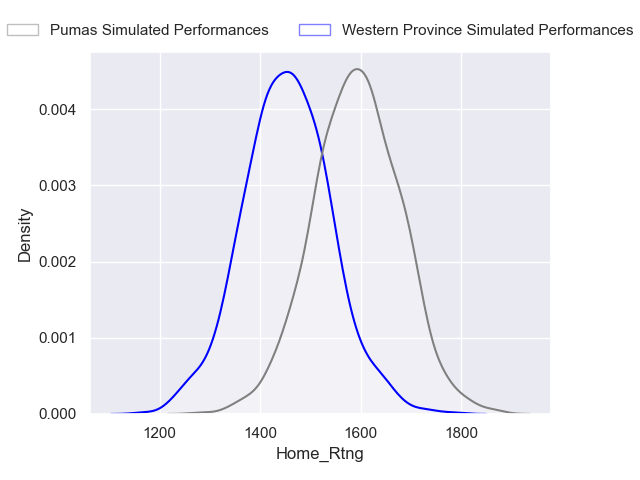 Pumas Simulated Performances Western Province Simulated Performances
0.004
0.003
0.002
0.001
0.000
Density
1200 1400 1600 1800
Home_Rtng